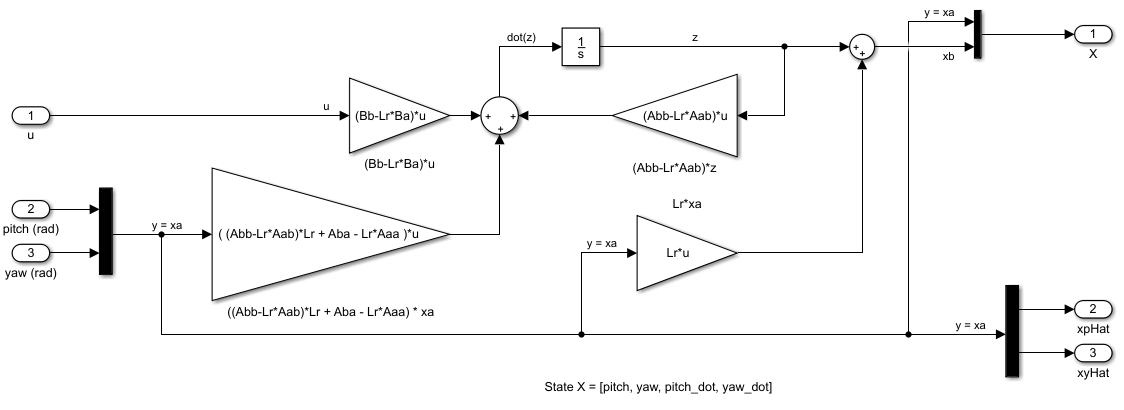 y = xa
1
X
dot(z)
1
s
z
+
+
xb
1
u
u
(Bb-Lr*Ba)*u
+
+
+
(Abb-Lr*Aab)*u
(Bb-Lr*Ba)*u
(Abb-Lr*Aab)*z
2
pitch (rad)
3
yaw (rad)
y = xa
( (Abb-Lr*Aab)*Lr + Aba - Lr*Aaa )*u
Lr*xa
y = xa
Lr*u
((Abb-Lr*Aab)*Lr + Aba - Lr*Aaa) * xa
y = xa
2
xpHat
3
xyHat
State X = [pitch, yaw, pitch_dot, yaw_dot]